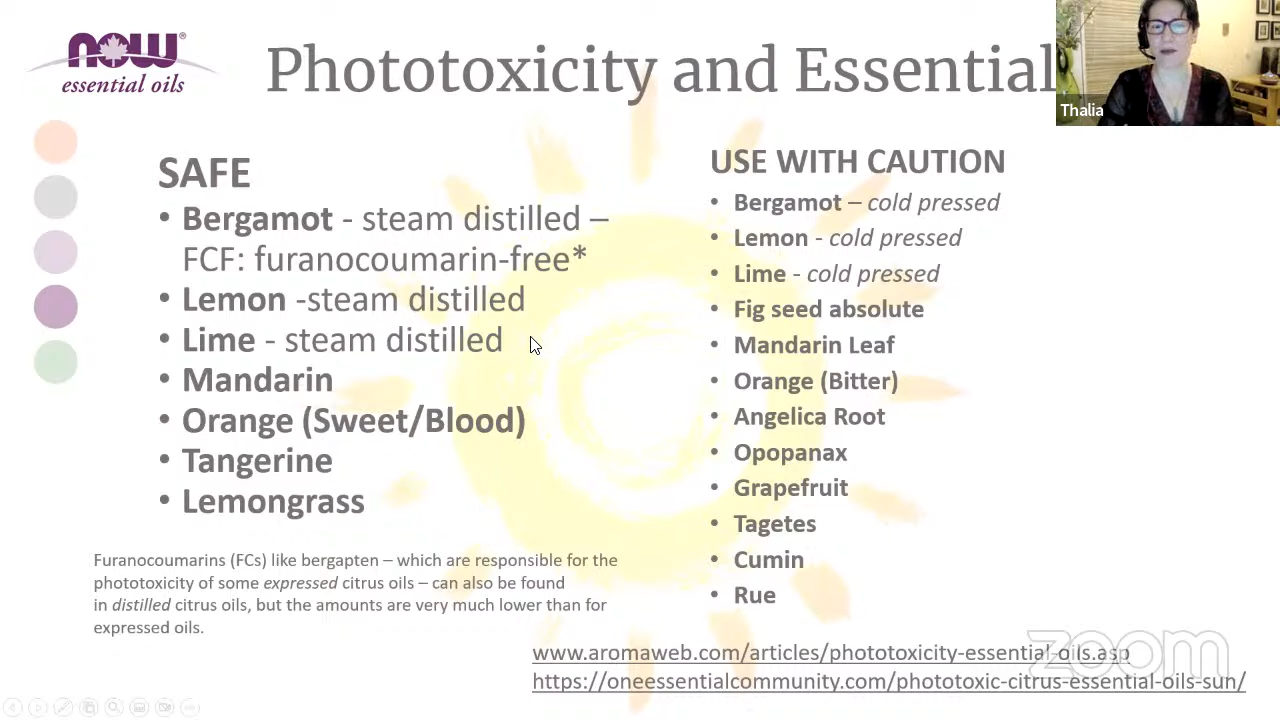 NOW®
essential oils
Phototoxicity and Essential
Thalia
SAFE
• Bergamot - steam distilled –
FCF: furanocoumarin-free*
• Lemon -steam distilled
• Lime - steam distilled
• Mandarin
• Orange (Sweet/Blood)
• Tangerine
• Lemongrass
Furanocoumarins (FCs) like bergapten – which are responsible for the
phototoxicity of some expressed citrus oils – can also be found
in distilled citrus oils, but the amounts are very much lower than for
expressed oils.
USE WITH CAUTION
• Bergamot – cold pressed
• Lemon - cold pressed
• Lime - cold pressed
• Fig seed absolute
• Mandarin Leaf
• Orange (Bitter)
• Angelica Root
• Opopanax
• Grapefruit
• Tagetes
• Cumin
• Rue
www.aromaweb.com/articles/phototoxicity-essential-oils.asp
https://oneessentialcommunity.com/phototoxic-citrus-essential-oils-sun/
zoom